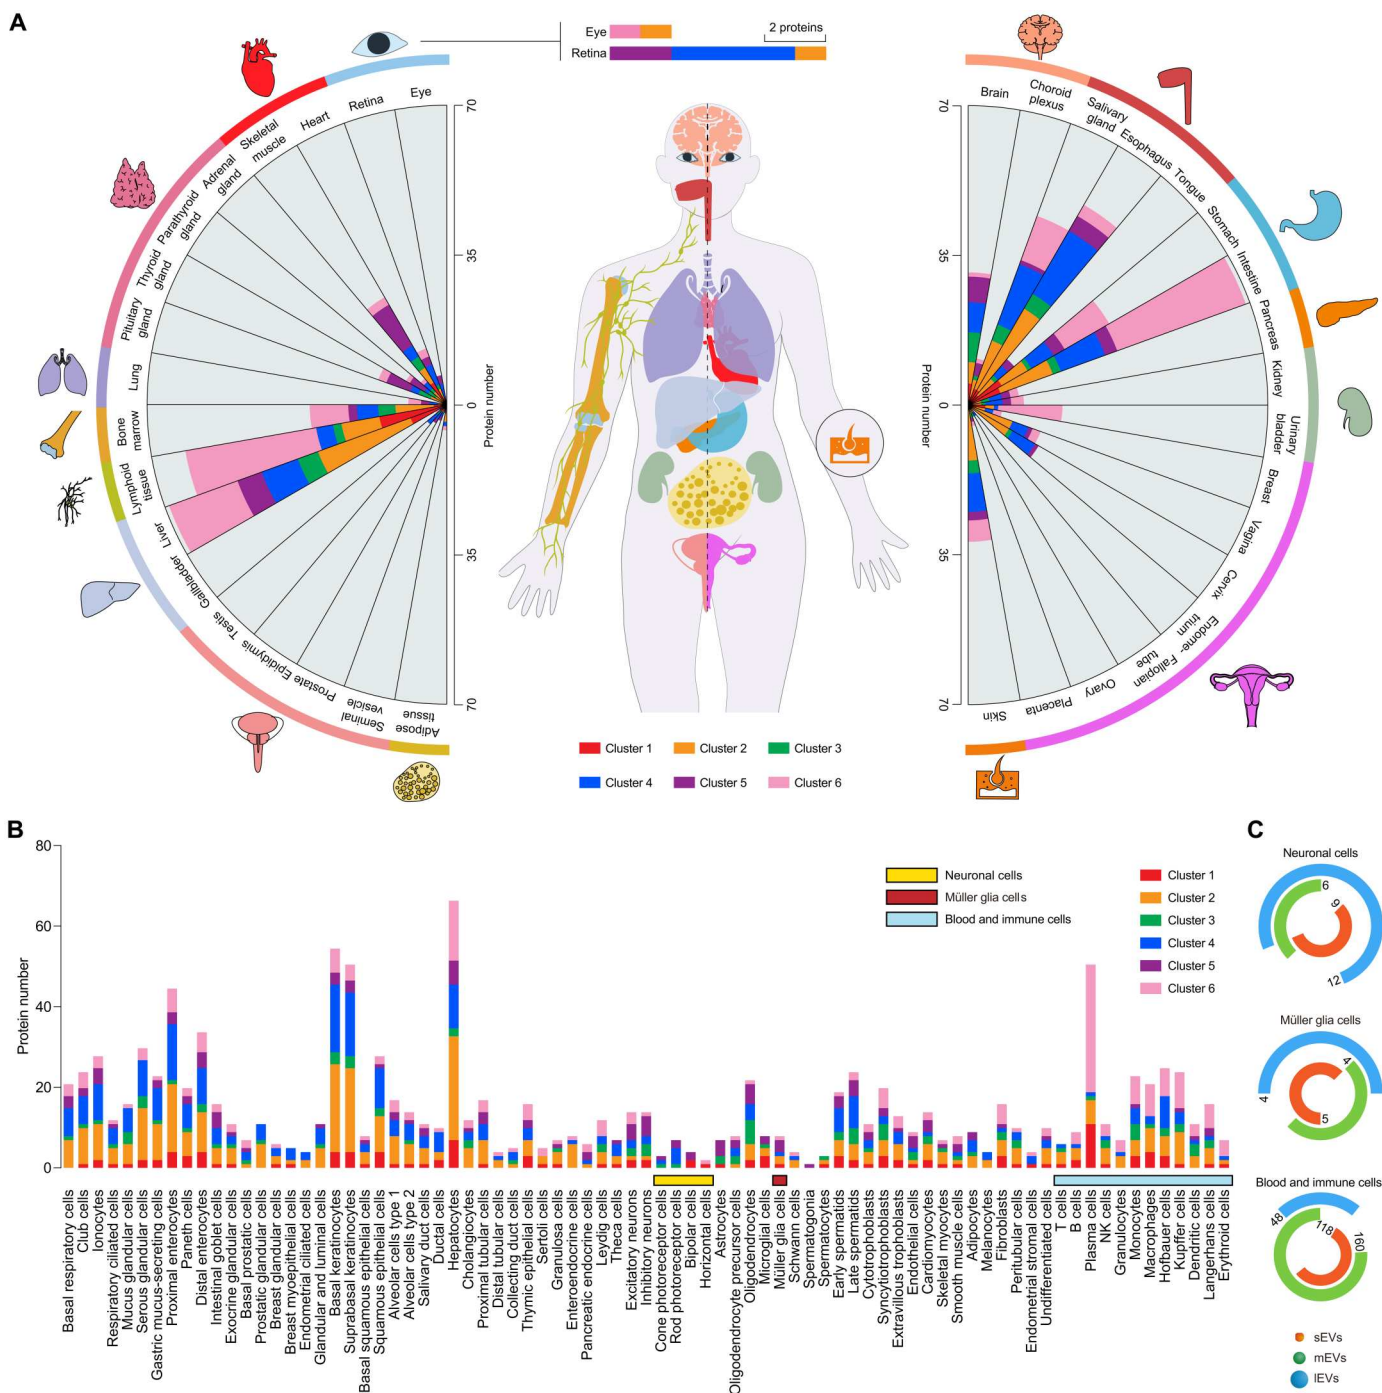 A
Eye
Retina
2 proteins
Eye
Retina
Heart
Skeletal
muscle
Adrenal
gland
Parathyroid
gland
Thyroid
gland
Pituitary
gland
Lung
Bone
marrow
Lymphoid
tissue
Liver
Gallbladder
Testis
Epididymis
Prostate
Seminal
vesicle
Adipose
tissue
70
35
0
35
70
Protein number
Brain
Choroid
plexus
Salivary
gland
Esophagus
Tongue
Stomach
Intestine
Pancreas
Kidney
Urinary
bladder
Breast
Vagina
Cervix
Endome-
trium
Fallopian
tube
Ovary
Placenta
Skin
70
35
0
35
70
Protein number
Cluster 1
Cluster 2
Cluster 3
Cluster 4
Cluster 5
Cluster 6
B
Protein number
80
60
40
20
0
Neuronal cells
Müller glia cells
Blood and immune cells
Cluster 1
Cluster 2
Cluster 3
Cluster 4
Cluster 5
Cluster 6
Basal respiratory cells
Club cells
Ionocytes
Respiratory ciliated cells
Mucus glandular cells
Serous glandular cells
Gastric mucus-secreting cells
Proximal enterocytes
Paneth cells
Distal enterocytes
Intestinal goblet cells
Exocrine glandular cells
Basal prostatic cells
Prostatic glandular cells
Breast glandular cells
Breast myoepithelial cells
Endometrial ciliated cells
Glandular and luminal cells
Basal keratinocytes
Suprabasal keratinocytes
Basal squamous epithelial cells
Squamous epithelial cells
Alveolar cells type 1
Alveolar cells type 2
Salivary duct cells
Ductal cells
Hepatocytes
Cholangiocytes
Proximal tubular cells
Distal tubular cells
Collecting duct cells
Thymic epithelial cells
Sertoli cells
Granulosa cells
Enteroendocrine cells
Pancreatic endocrine cells
Leydig cells
Theca cells
Excitatory neurons
Inhibitory neurons
Cone photoreceptor cells
Rod photoreceptor cells
Bipolar cells
Horizontal cells
Astrocytes
Oligodendrocyte precursor cells
Oligodendrocytes
Microglial cells
Müller glia cells
Schwann cells
Spermatogonia
Spermatocytes
Early spermatids
Late spermatids
Cytotrophoblasts
Syncytiotrophoblasts
Extravillous trophoblasts
Endothelial cells
Cardiomyocytes
Skeletal myocytes
Smooth muscle cells
Adipocytes
Melanocytes
Fibroblasts
Peritubular cells
Endometrial stromal cells
Undifferentiated cells
T cells
B cells
Plasma cells
NK cells
Granulocytes
Monocytes
Macrophages
Hofbauer cells
Kupffer cells
Dendritic cells
Langerhans cells
Erythroid cells
C
Neuronal cells
6
9
12
Müller glia cells
4
4
5
Blood and immune cells
48
118
160
sEVs
mEVs
lEVs